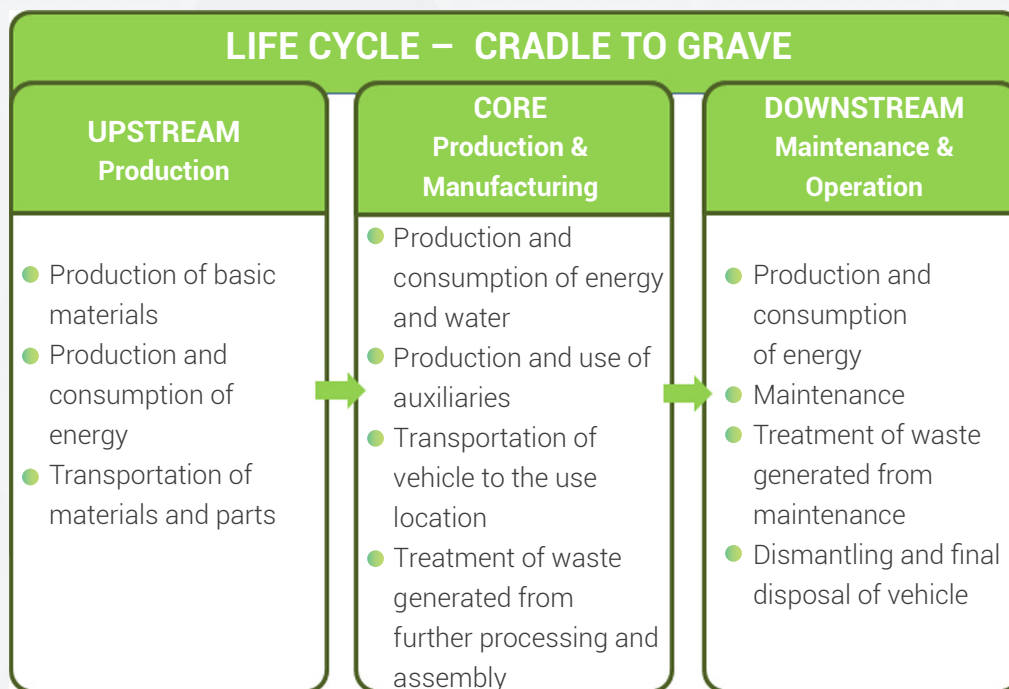 LIFE CYCLE – CRADLE TO GRAVE
UPSTREAM
Production
Production of basic
materials
Production and
consumption of
energy
Transportation of
materials and parts
CORE
Production &
Manufacturing
Production and
consumption of energy
and water
Production and use of
auxiliaries
Transportation of
vehicle to the use
location
Treatment of waste
generated from
further processing and
assembly
DOWNSTREAM
Maintenance &
Operation
Production and
consumption
of energy
Maintenance
Treatment of waste
generated from
maintenance
Dismantling and final
disposal of vehicle